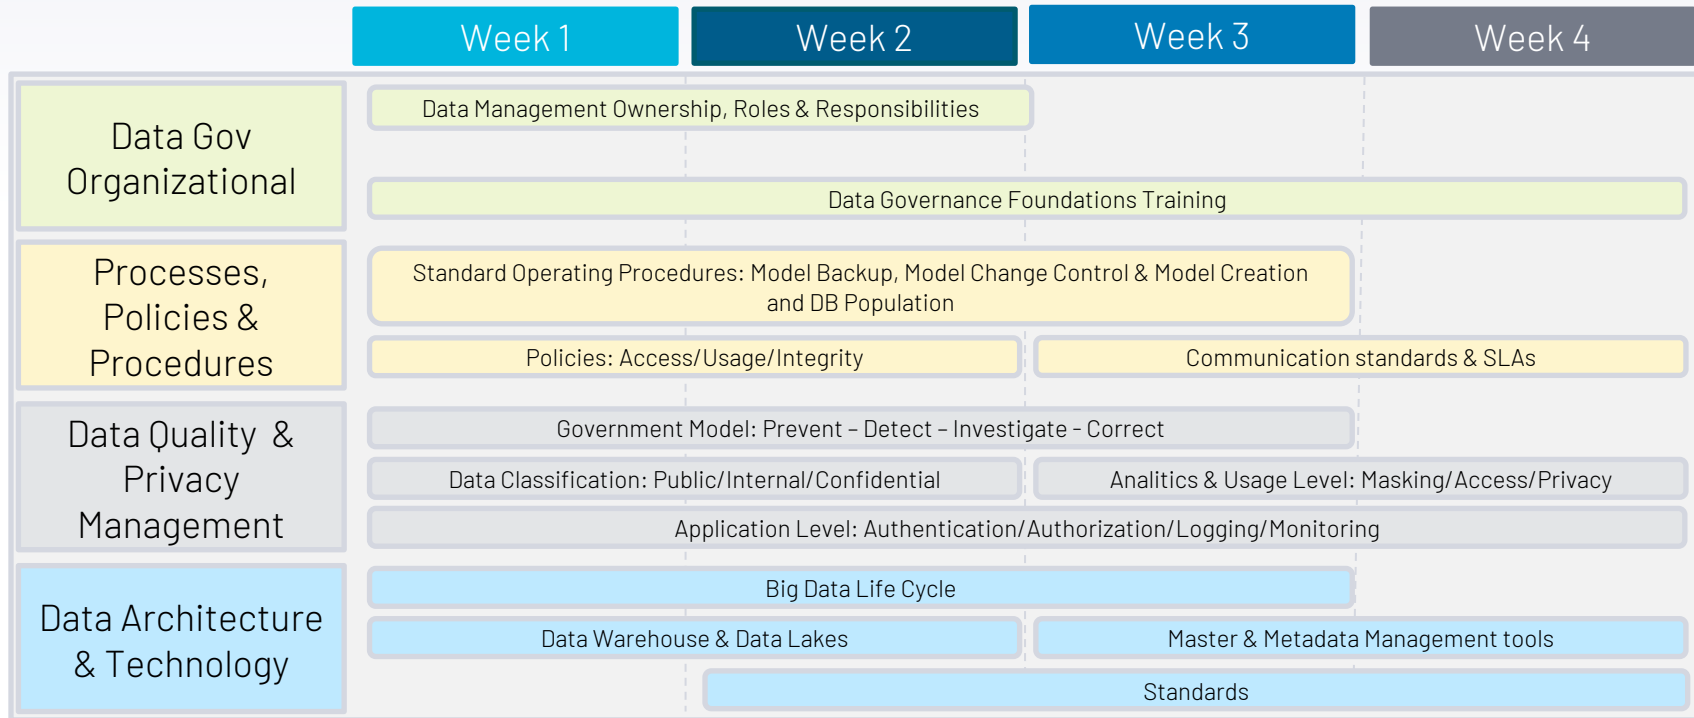 Week 1
Week 2
Week 3
Week 4
Data Gov
Organizational
Data Management Ownership, Roles & Responsibilities
Data Governance Foundations Training
Processes,
Policies &
Procedures
Standard Operating Procedures: Model Backup, Model Change Control & Model Creation
and DB Population
Policies: Access/Usage/Integrity
Communication standards & SLAs
Data Quality &
Privacy
Management
Government Model: Prevent – Detect – Investigate - Correct
Data Classification: Public/Internal/Confidential
Analitics & Usage Level: Masking/Access/Privacy
Application Level: Authentication/Authorization/Logging/Monitoring
Data Architecture
& Technology
Big Data Life Cycle
Data Warehouse & Data Lakes
Master & Metadata Management tools
Standards